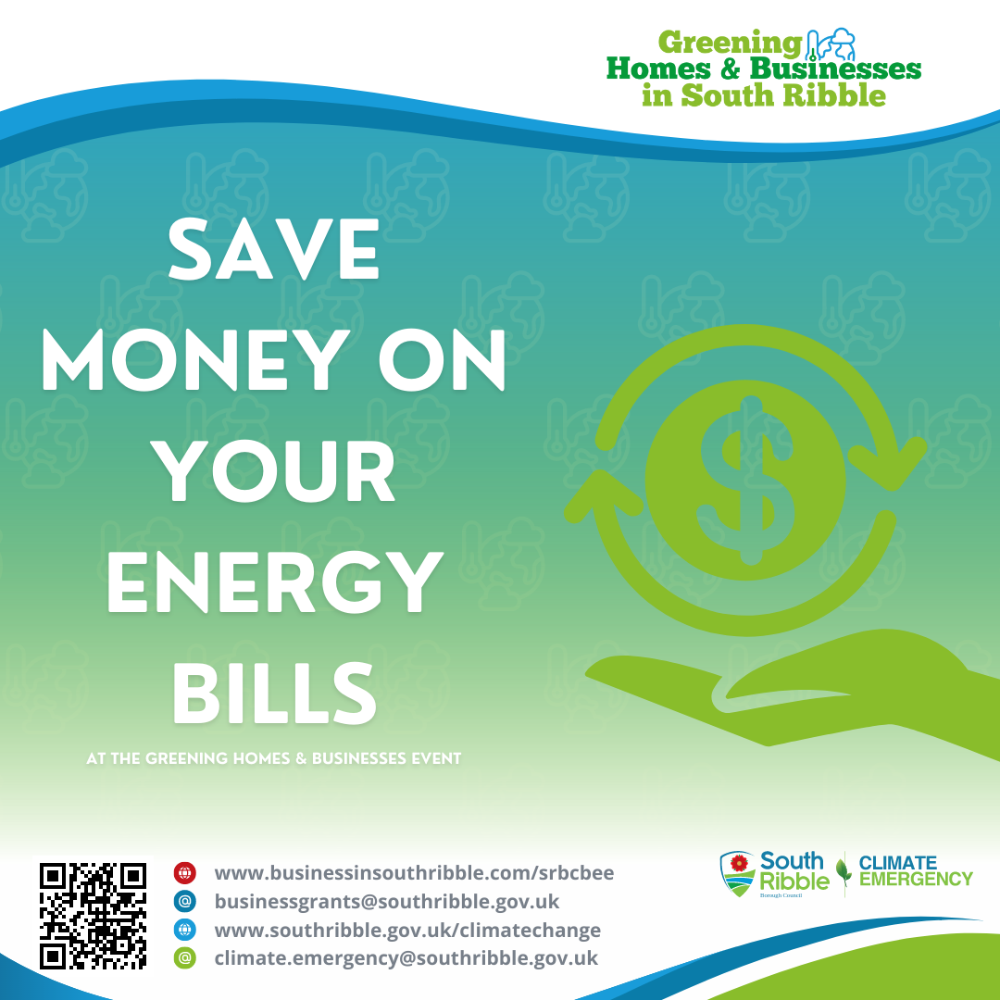 Greening
Homes & Businesses
in South Ribble
SAVE
MONEY ON
YOUR
ENERGY
BILLS
AT THE GREENING HOMES & BUSINESSES EVENT
www.businessinsouthribble.com/srbcbee
businessgrants@southribble.gov.uk
www.southribble.gov.uk/climatechange
climate.emergency@southribble.gov.uk
South
Ribble
Borough Council
CLIMATE
EMERGENCY